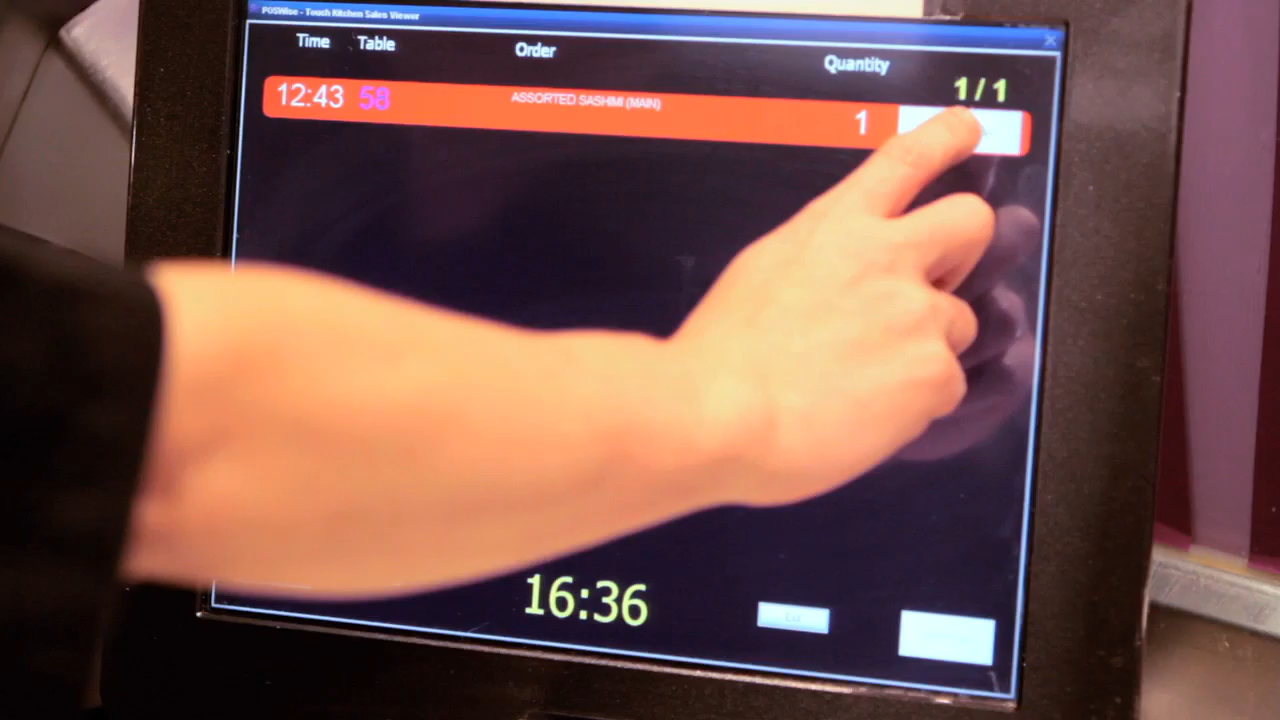 POSWise - Touch Kitchen Sales Viewer
Time Table Order Quantity
1/1
12:43 58 ASSORTED SASHIMI (MAIN) 1
16:36